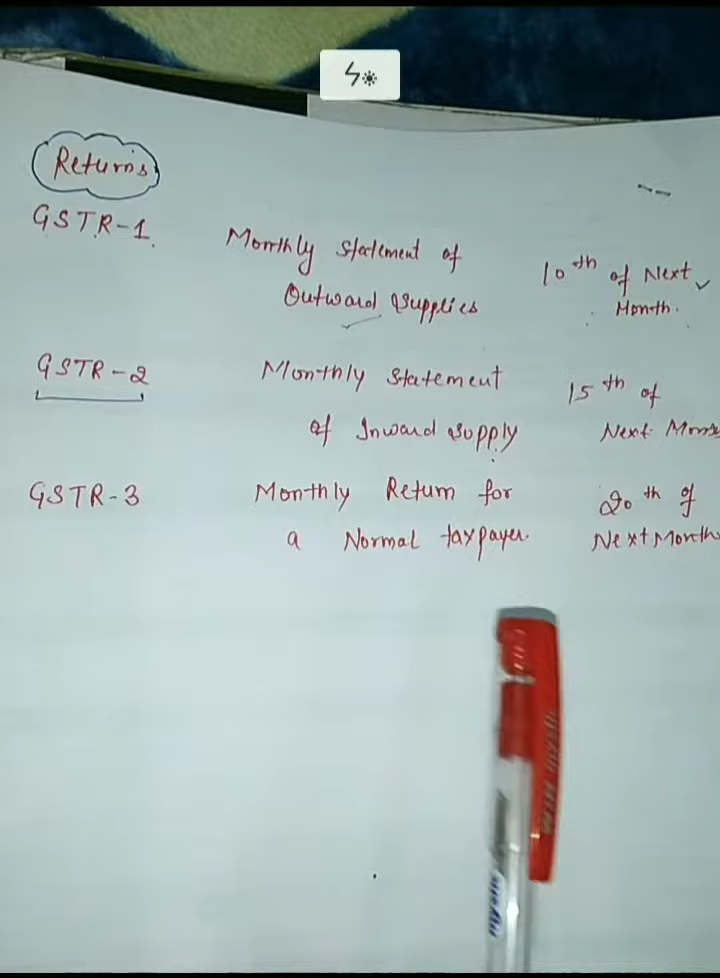 Returns
GSTR-1.
Monthly Statement of
Outward Supplies
10th of Next
Month.
GSTR-2
Monthly Statement
of Inward Supply
15th of
Next
GSTR-3
Monthly Return for
a Normal taxpayer.
20th of
Next Month